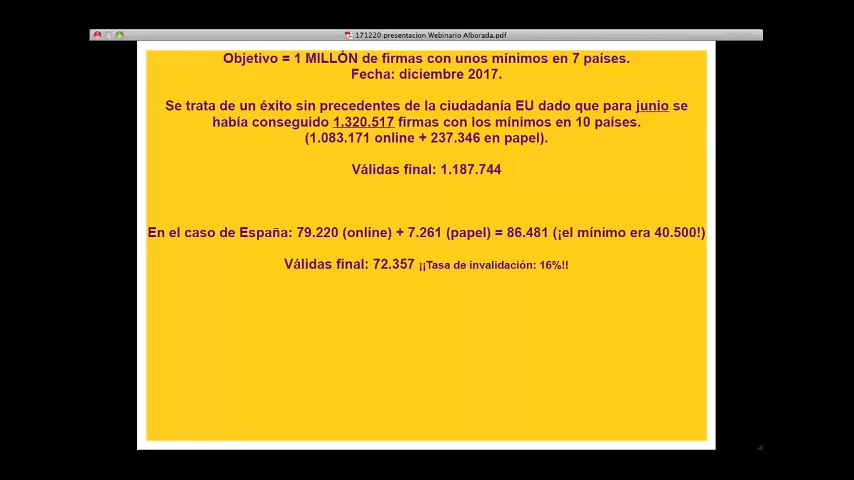 171220 presentacion Webinario Alborada.pdf
Objetivo = 1 MILLÓN de firmas con unos mínimos en 7 países.
Fecha: diciembre 2017.
Se trata de un éxito sin precedentes de la ciudadanía EU dado que para junio se
había conseguido 1.320.517 firmas con los mínimos en 10 países.
(1.083.171 online + 237.346 en papel).
Válidas final: 1.187.744
En el caso de España: 79.220 (online) + 7.261 (papel) = 86.481 (¡el mínimo era 40.500!)
Válidas final: 72.357 ¡¡Tasa de invalidación: 16%!!